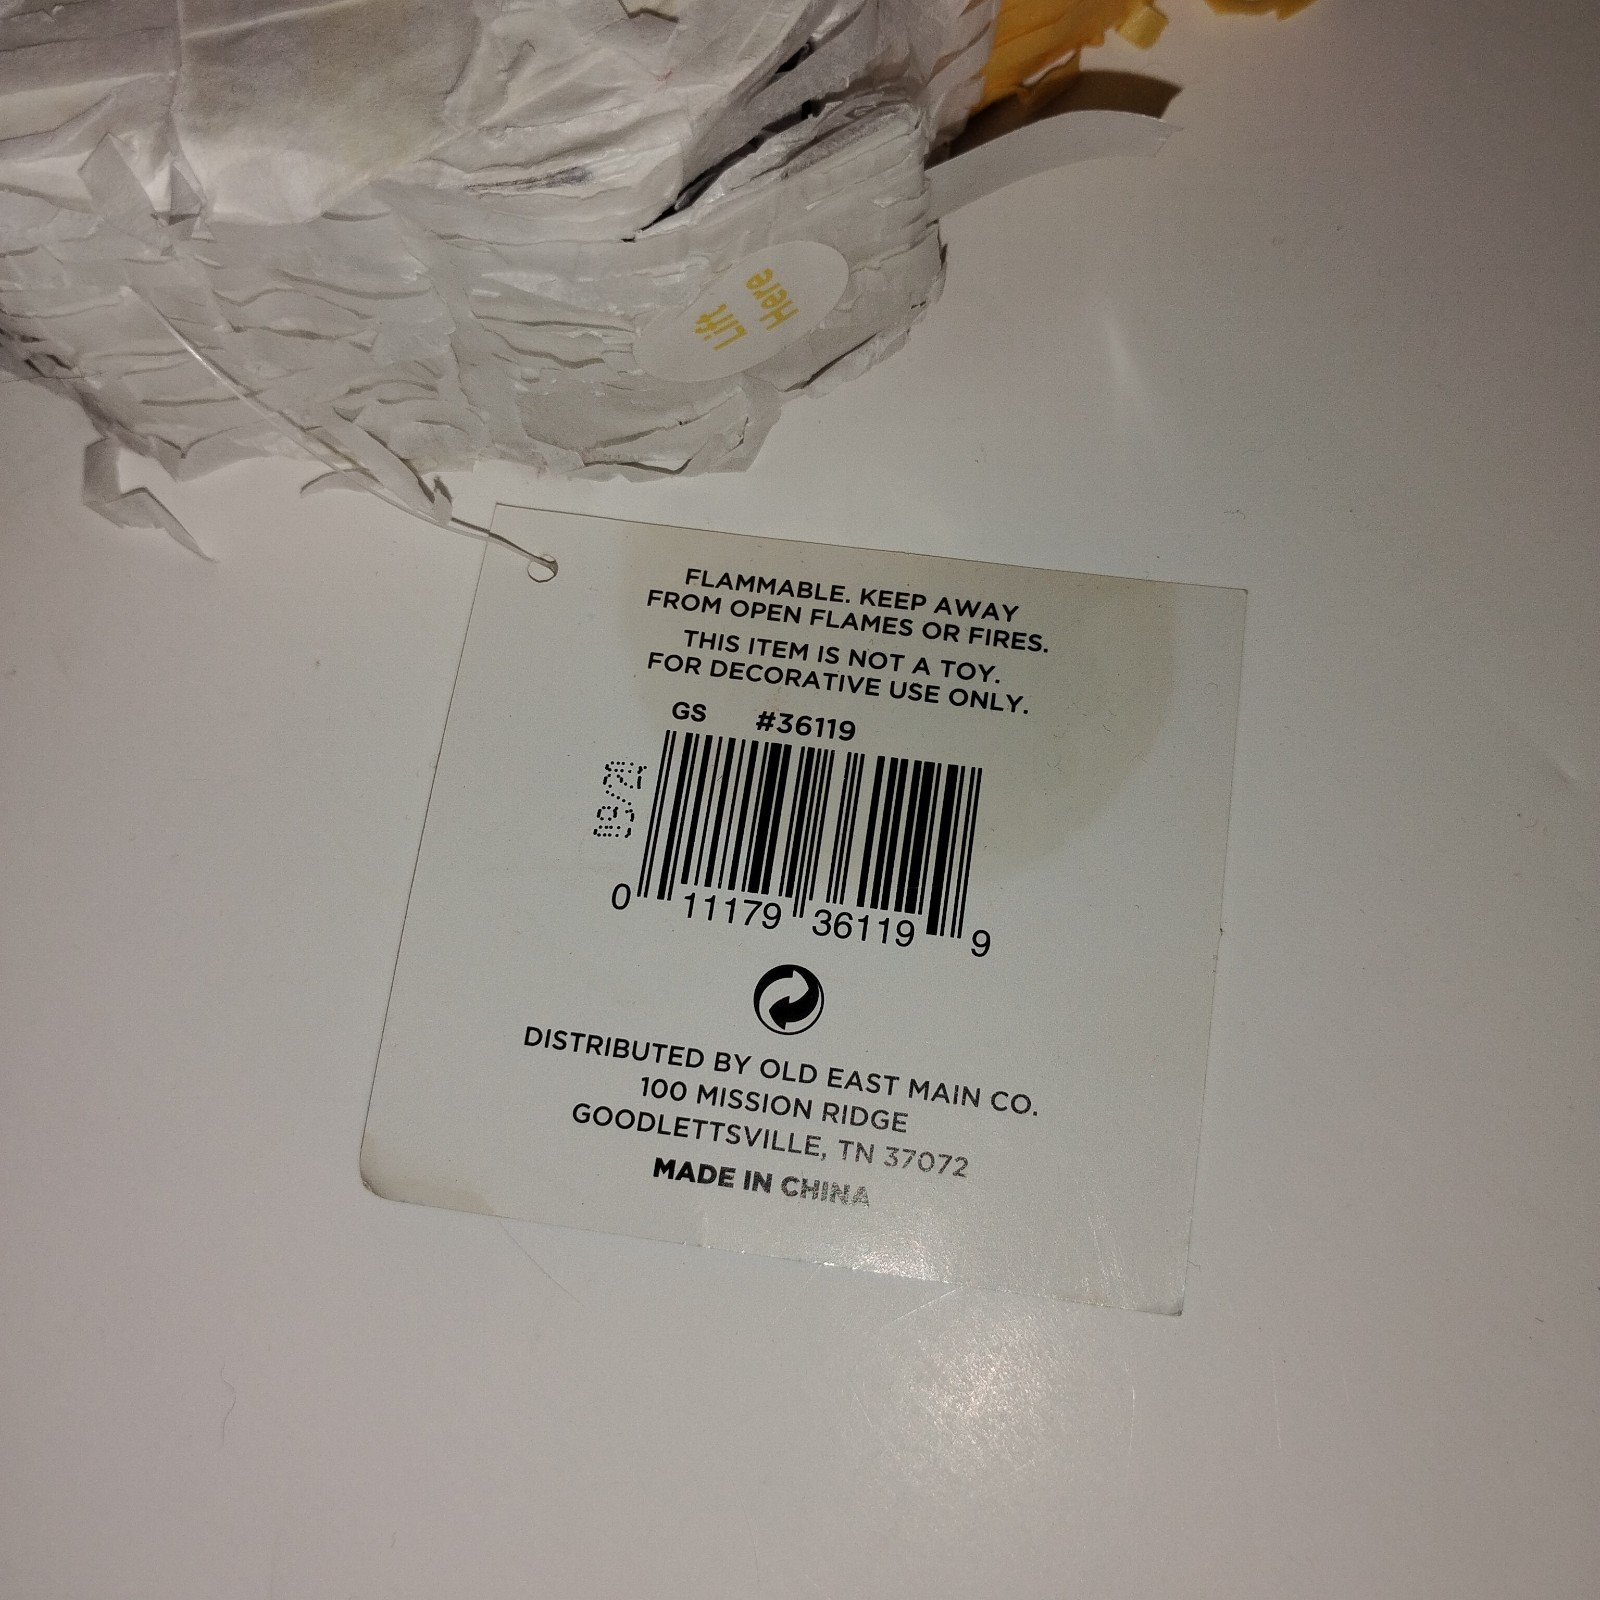 Lift
Here
FLAMMABLE. KEEP AWAY
FROM OPEN FLAMES OR FIRES.
THIS ITEM IS NOT A TOY.
FOR DECORATIVE USE ONLY.
GS #36119
03/21
0 11179 36119 9
DISTRIBUTED BY OLD EAST MAIN CO.
100 MISSION RIDGE
GOODLETTSVILLE, TN 37072
MADE IN CHINA